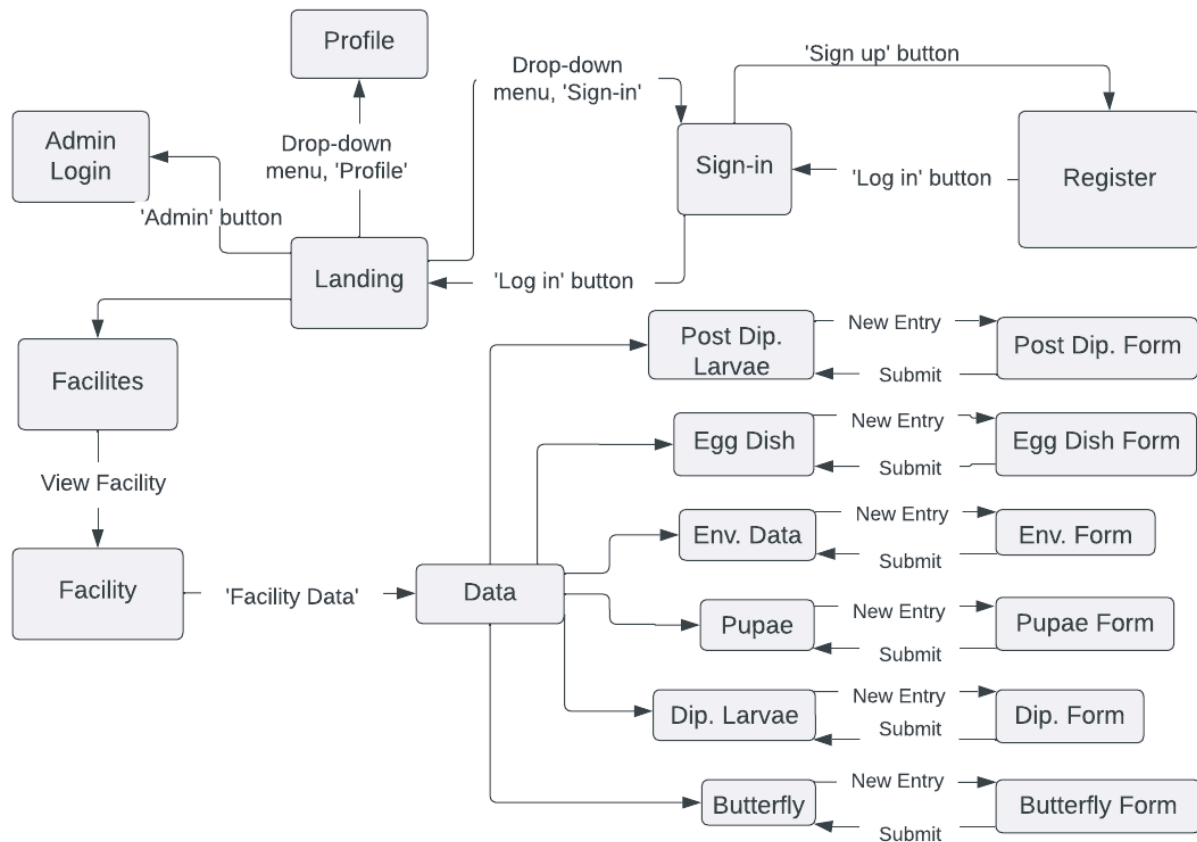 Profile
'Sign up' button
Drop-down
menu, 'Sign-in'
Admin
Login
Drop-down
menu, 'Profile'
Sign-in
'Log in' button
Register
'Admin' button
Landing
'Log in' button
Facilites
View Facility
Facility
'Facility Data'
Data
Post Dip.
Larvae
New Entry
Submit
Post Dip. Form
Egg Dish
New Entry
Submit
Egg Dish Form
Env. Data
New Entry
Submit
Env. Form
Pupae
New Entry
Submit
Pupae Form
Dip. Larvae
New Entry
Submit
Dip. Form
Butterfly
New Entry
Submit
Butterfly Form